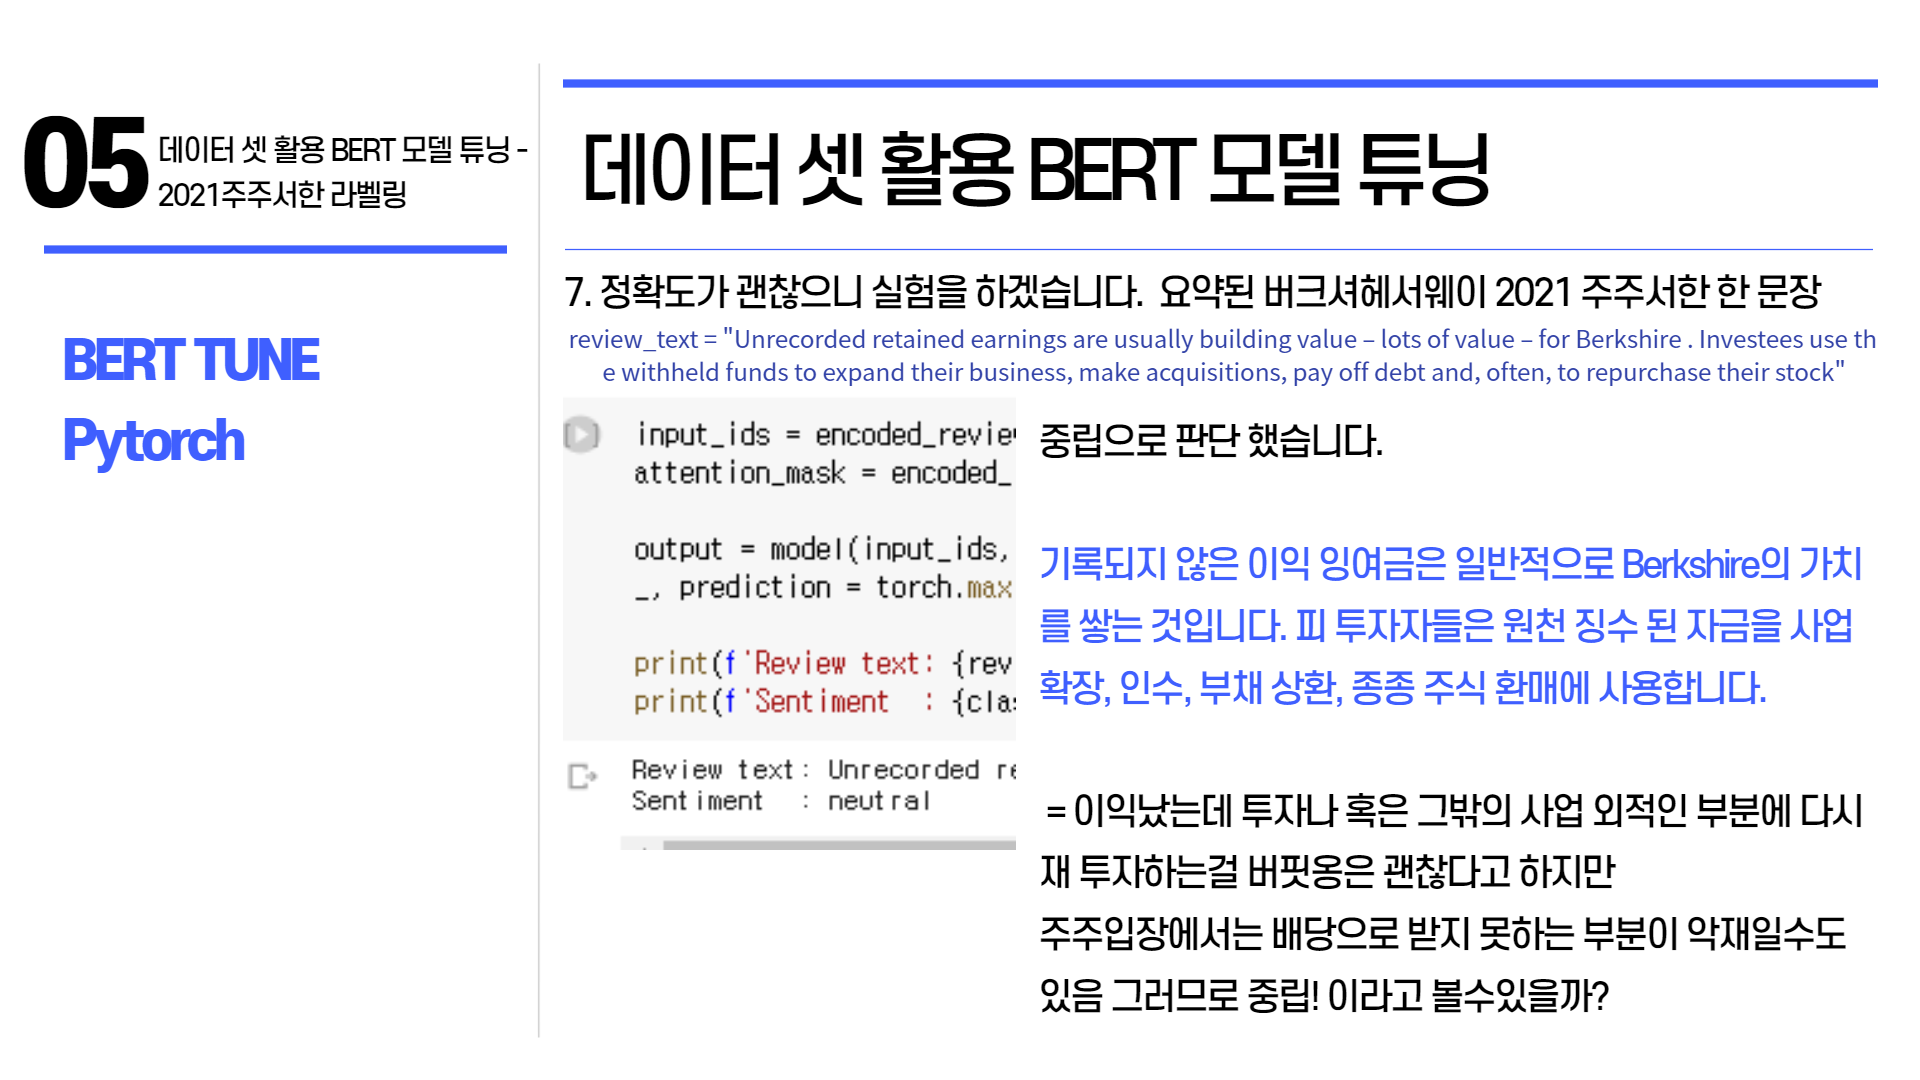 05
데이터 셋 활용 BERT 모델 튜닝 -
2021주주서한 라벨링
BERT TUNE
Pytorch
데이터 셋 활용 BERT 모델 튜닝
7. 정확도가 괜찮으니 실험을 하겠습니다.  요약된 버크셔헤서웨이 2021 주주서한 한 문장
review_text = "Unrecorded retained earnings are usually building value – lots of value – for Berkshire . Investees use th
e withheld funds to expand their business, make acquisitions, pay off debt and, often, to repurchase their stock"
input_ids = encoded_revie
attention_mask = encoded_
output = model(input_ids,
_, prediction = torch.max
print(f'Review text: {rev
print(f'Sentiment  : {clas
Review text: Unrecorded re
Sentiment  : neutral
중립으로 판단 했습니다.
기록되지 않은 이익 잉여금은 일반적으로 Berkshire의 가치
를 쌓는 것입니다. 피 투자자들은 원천 징수 된 자금을 사업
확장, 인수, 부채 상환, 종종 주식 환매에 사용합니다.
= 이익났는데 투자나 혹은 그밖의 사업 외적인 부분에 다시
재 투자하는걸 버핏옹은 괜찮다고 하지만
주주입장에서는 배당으로 받지 못하는 부분이 악재일수도
있음 그러므로 중립! 이라고 볼수있을까?